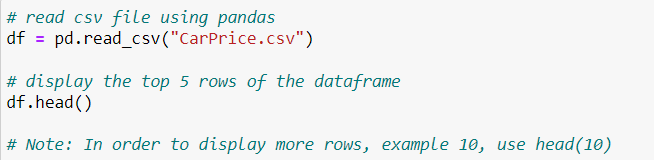 # read csv file using pandas
df = pd.read_csv("CarPrice.csv")
# display the top 5 rows of the dataframe
df.head()
# Note: In order to display more rows, example 10, use head(10)